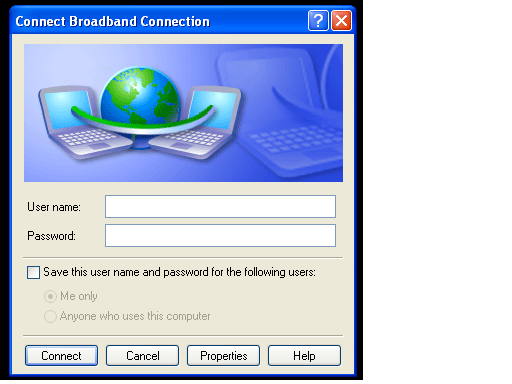 Connect Broadband Connection
User name:
Password:
Save this user name and password for the following users:
Me only
Anyone who uses this computer
Connect Cancel Properties Help